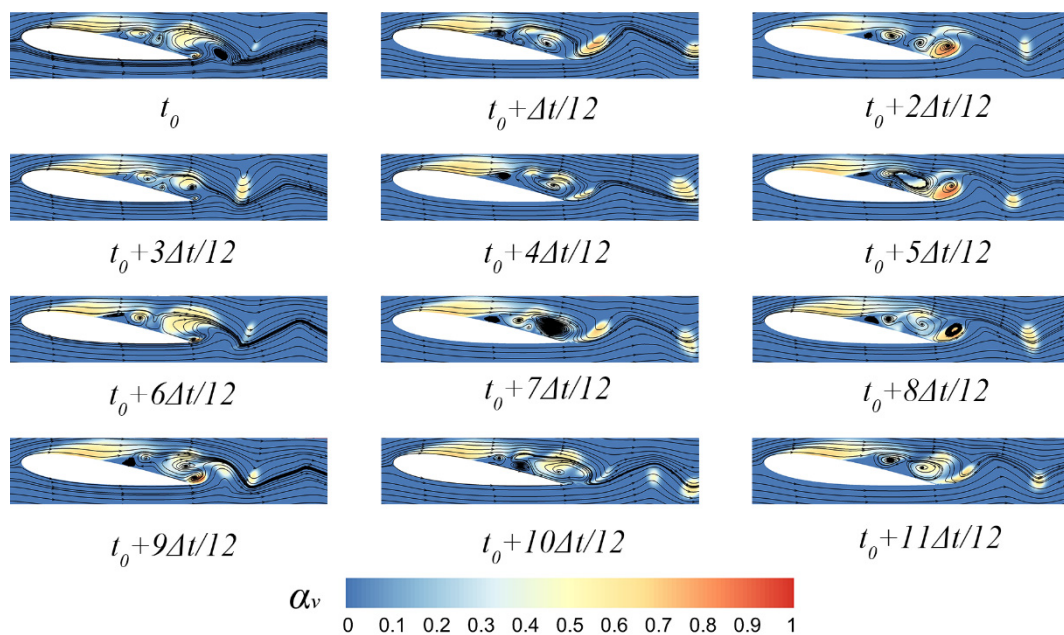 t₀ t₀+Δt/12 t₀+2Δt/12
t₀+3Δt/12 t₀+4Δt/12 t₀+5Δt/12
t₀+6Δt/12 t₀+7Δt/12 t₀+8Δt/12
t₀+9Δt/12 t₀+10Δt/12 t₀+11Δt/12
αᵥ
0 0.1 0.2 0.3 0.4 0.5 0.6 0.7 0.8 0.9 1